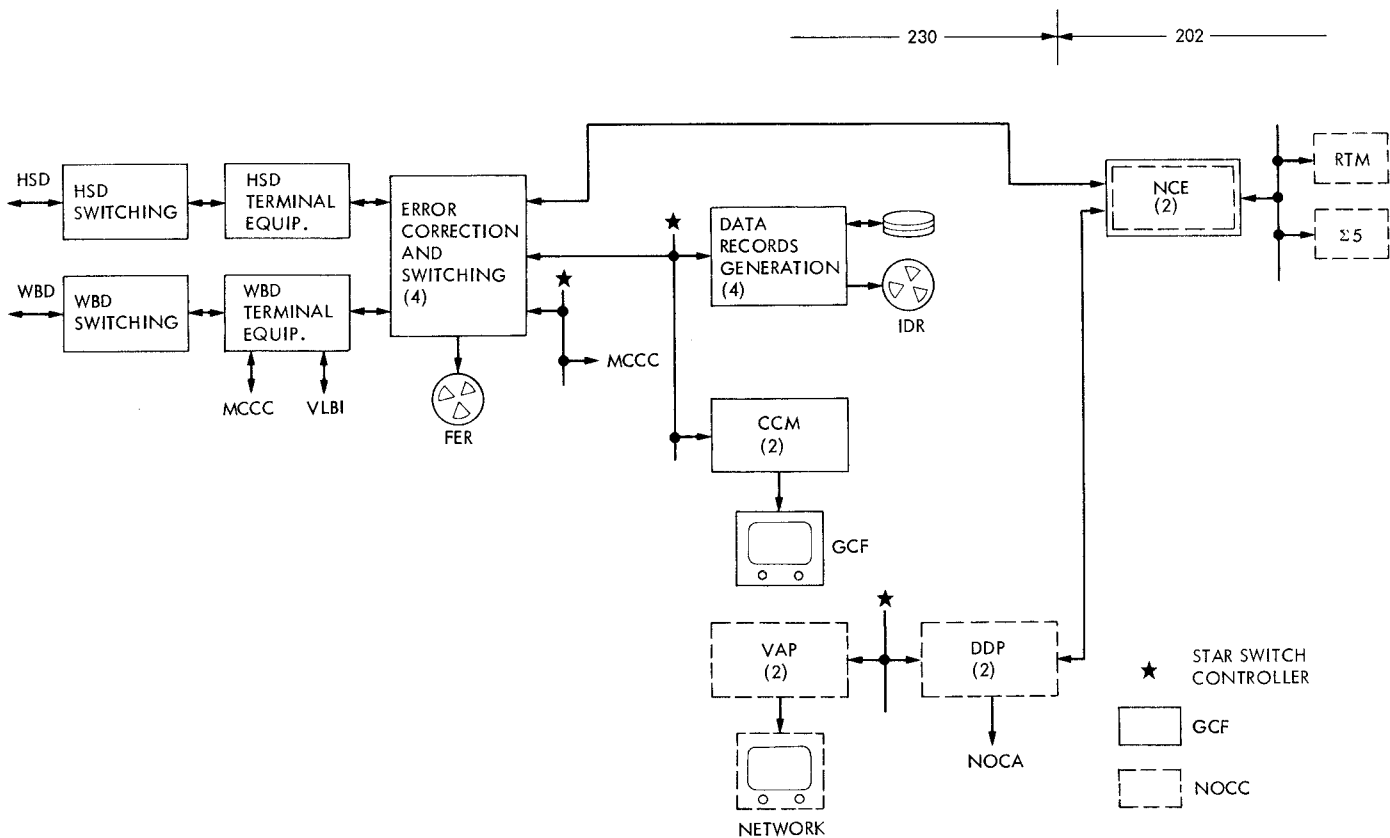 230
202
HSD
HSD
SWITCHING
HSD
TERMINAL
EQUIP.
ERROR
CORRECTION
AND
SWITCHING
(4)
WBD
WBD
SWITCHING
WBD
TERMINAL
EQUIP.
MCCC
VLBI
FER
MCCC
DATA
RECORDS
GENERATION
(4)
IDR
CCM
(2)
GCF
NCE
(2)
RTM
Σ5
VAP
(2)
NETWORK
DDP
(2)
NOCA
★ STAR SWITCH
CONTROLLER
GCF
NOCC